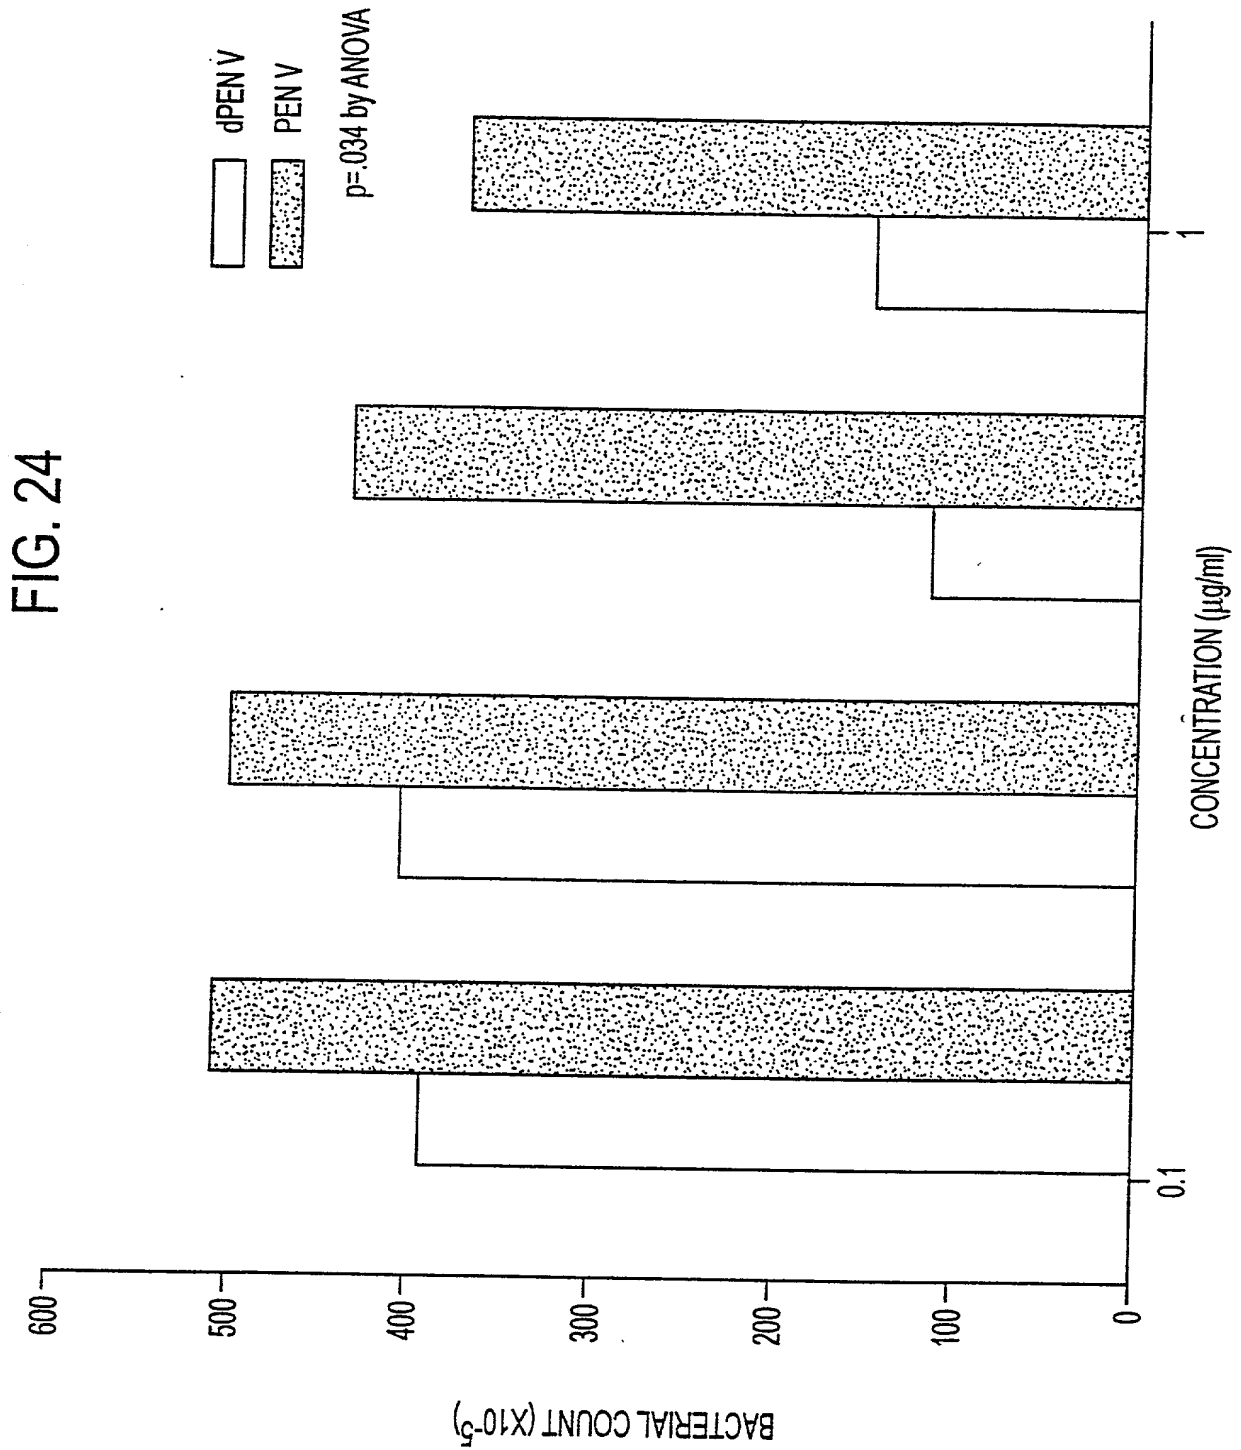 FIG. 24
dPEN V
PEN V
p=.034 by ANOVA
BACTERIAL COUNT (X10-5)
600
500
400
300
200
100
0
0.1
1
CONCENTRATION (µg/ml)